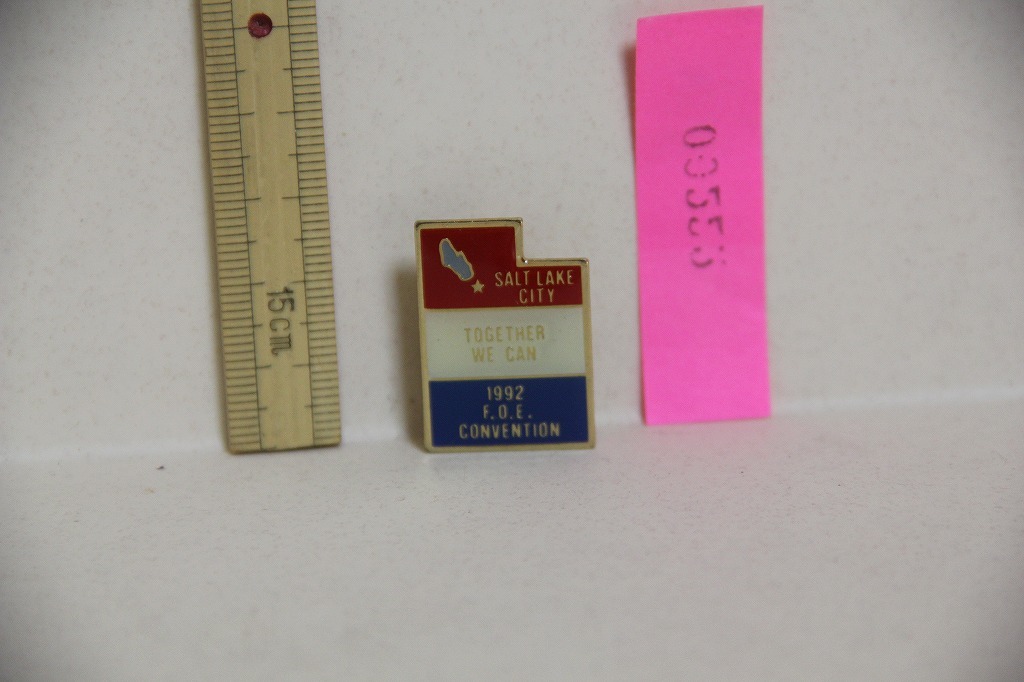 15cm
SALT LAKE
CITY
TOGETHER
WE CAN
1992
F.O.E.
CONVENTION